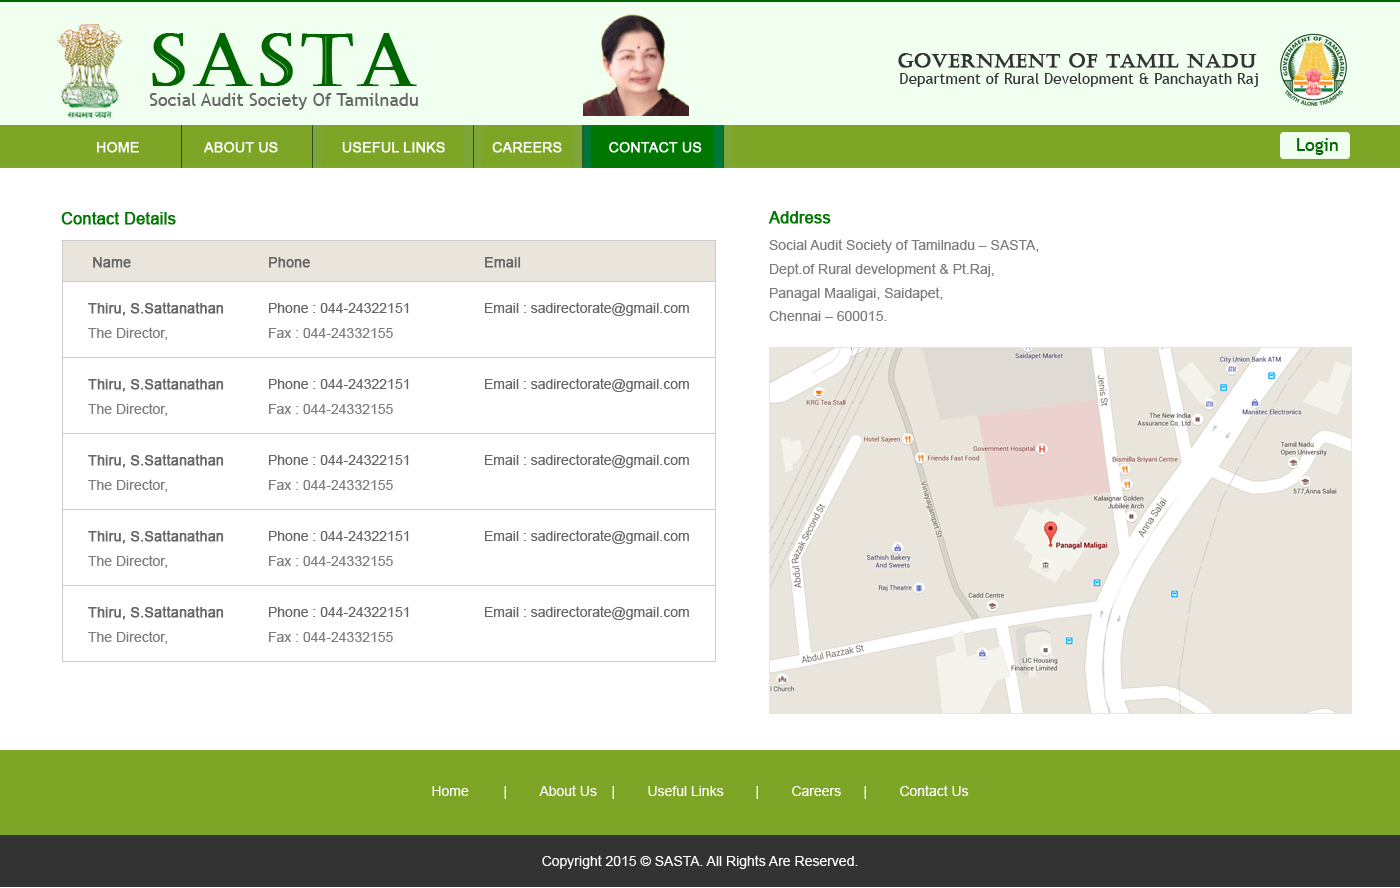 SASTA
Social Audit Society Of Tamilnadu
सत्यमेव जयते
GOVERNMENT OF TAMIL NADU
Department of Rural Development & Panchayath Raj
GOVERNMENT OF TAMILNADU
TRUTH ALONE TRIUMPHS
HOME
ABOUT US
USEFUL LINKS
CAREERS
CONTACT US
Login
Contact Details
Name Phone Email
Thiru, S.Sattanathan Phone : 044-24322151 Email : sadirectorate@gmail.com
The Director, Fax : 044-24332155
Thiru, S.Sattanathan Phone : 044-24322151 Email : sadirectorate@gmail.com
The Director, Fax : 044-24332155
Thiru, S.Sattanathan Phone : 044-24322151 Email : sadirectorate@gmail.com
The Director, Fax : 044-24332155
Thiru, S.Sattanathan Phone : 044-24322151 Email : sadirectorate@gmail.com
The Director, Fax : 044-24332155
Thiru, S.Sattanathan Phone : 044-24322151 Email : sadirectorate@gmail.com
The Director, Fax : 044-24332155
Address
Social Audit Society of Tamilnadu – SASTA,
Dept.of Rural development & Pt.Raj,
Panagal Maaligai, Saidapet,
Chennai – 600015.
Saidapet Market
City Union Bank ATM
Jenis St
KRG Tea Stall
Manatec Electronics
The New India
Assurance Co. Ltd
Hotel Sajeen
Government Hospital
Friends Fast Food
Bismilla Briyani Centre
Tamil Nadu
Open University
577,Anna Salai
Kalaignar Golden
Jubilee Arch
Vinayagampet St
Anna Salai
Abdul Razak Second St
Panagal Maligai
Sathish Bakery
And Sweets
Raj Theatre
Cadd Centre
Abdul Razzak St
LIC Housing
Finance Limited
l Church
Home | About Us | Useful Links | Careers | Contact Us
Copyright 2015 © SASTA. All Rights Are Reserved.